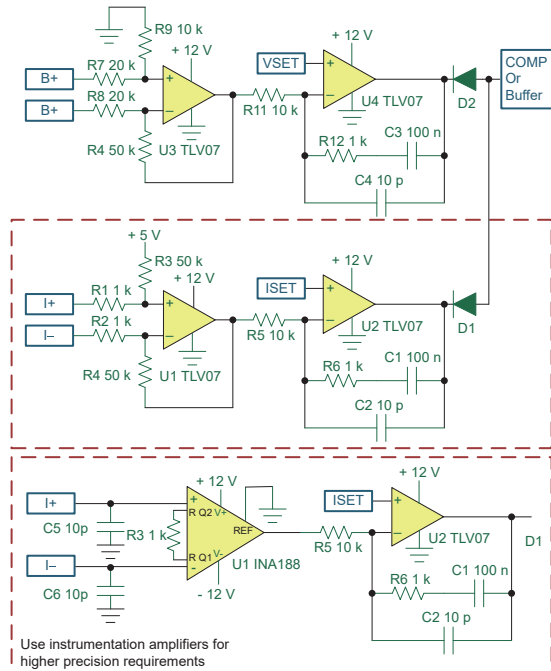 R9 10 k
+ 12 V
B+
R7 20 k
B+
R8 20 k
+
−
R4 50 k
U3 TLV07
R11 10 k
VSET
+ 12 V
+
−
U4 TLV07
D2
COMP
Or
Buffer
R12 1 k
C3 100 n
C4 10 p
+ 5 V
R3 50 k
+ 12 V
I+
R1 1 k
I−
R2 1 k
+
−
R4 50 k
U1 TLV07
R5 10 k
ISET
+ 12 V
+
−
U2 TLV07
D1
R6 1 k
C1 100 n
C2 10 p
I+
C5 10p
I−
C6 10p
R3 1 k
+ 12 V
+
R Q2
V+
REF
R Q1
V-
-
- 12 V
U1 INA188
R5 10 k
ISET
+ 12 V
+
−
U2 TLV07
D1
R6 1 k
C1 100 n
C2 10 p
Use instrumentation amplifiers for
higher precision requirements